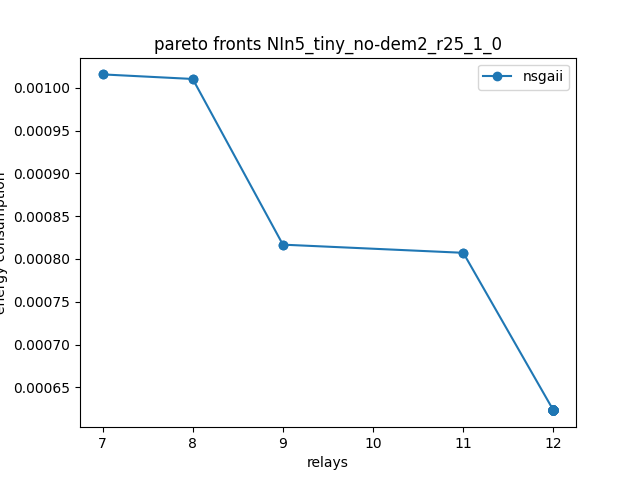 pareto fronts NIn5_tiny_no-dem2_r25_1_0
nsgaii
0.00100
0.00095
0.00090
0.00085
0.00080
0.00075
0.00070
0.00065
energy consumption
7 8 9 10 11 12
relays